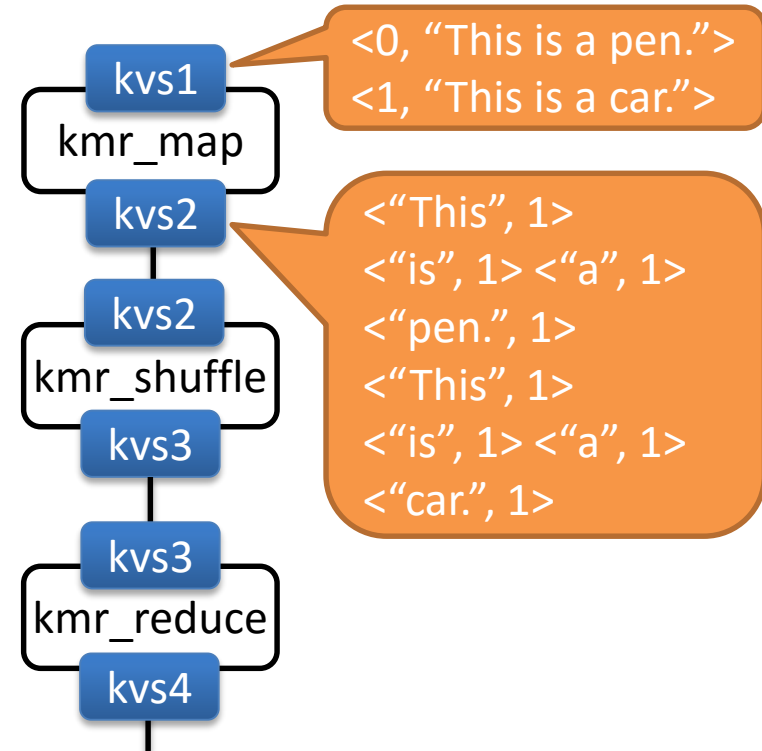 kvs1
<0, “This is a pen.”>
<1, “This is a car.”>
kmr_map
kvs2
<“This”, 1>
<“is”, 1> <“a”, 1>
<“pen.”, 1>
<“This”, 1>
<“is”, 1> <“a”, 1>
<“car.”, 1>
kvs2
kmr_shuffle
kvs3
kvs3
kmr_reduce
kvs4